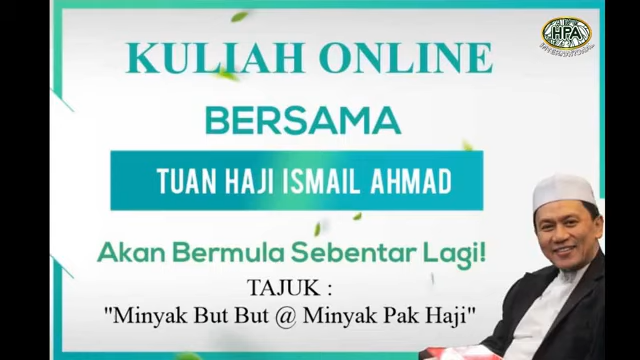 KULIAH ONLINE
HPA
INTERNATIONAL
BERSAMA
TUAN HAJI ISMAIL AHMAD
Akan Bermula Sebentar Lagi!
TAJUK :
"Minyak But But @ Minyak Pak Haji"